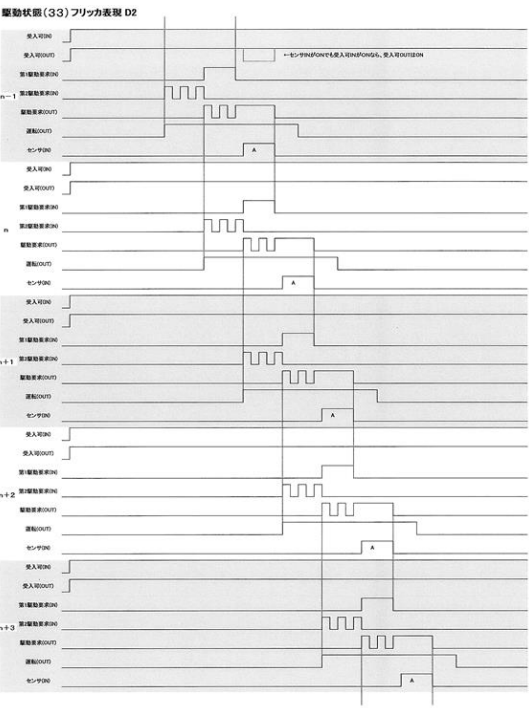 駆動状態(33)フリッカ表現 D2
受入可(IN)
受入可(OUT)
←センサINがONでも受入可INがONなら、受入可OUTはON
第1駆動要求(IN)
n-1
第2駆動要求(IN)
駆動要求(OUT)
運転(OUT)
センサ(IN)
A
受入可(IN)
受入可(OUT)
第1駆動要求(IN)
n
第2駆動要求(IN)
駆動要求(OUT)
運転(OUT)
センサ(IN)
A
受入可(IN)
受入可(OUT)
第1駆動要求(IN)
n+1
第2駆動要求(IN)
駆動要求(OUT)
運転(OUT)
センサ(IN)
A
受入可(IN)
受入可(OUT)
第1駆動要求(IN)
n+2
第2駆動要求(IN)
駆動要求(OUT)
運転(OUT)
センサ(IN)
A
受入可(IN)
受入可(OUT)
第1駆動要求(IN)
n+3
第2駆動要求(IN)
駆動要求(OUT)
運転(OUT)
センサ(IN)
A